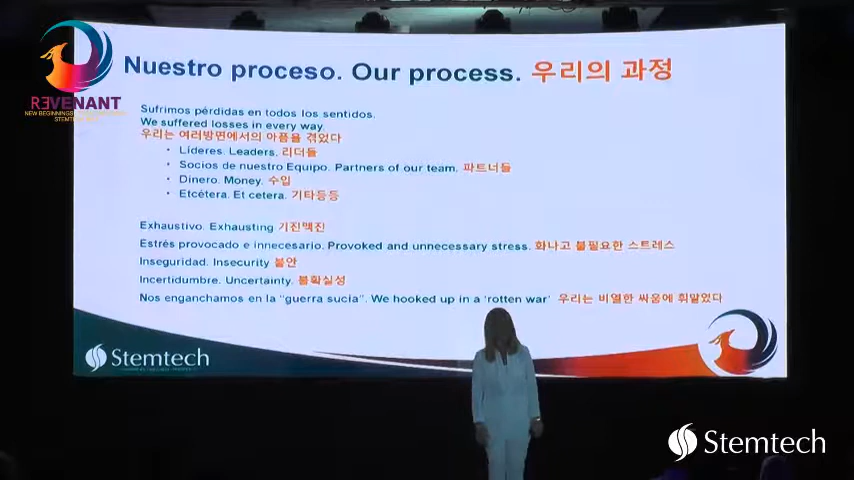 Nuestro proceso. Our process. 우리의 과정
REVENANT
Sufrimos pérdidas en todos los sentidos.
We suffered losses in every way.
우리는 여러방면에서의 아픔을 겪었다
• Líderes. Leaders. 리더들
• Socios de nuestro Equipo. Partners of our team. 파트너들
• Dinero. Money. 수입
• Etcétera. Et cetera. 기타등등
Exhaustivo. Exhausting 기진맥진
Estrés provocado e innecesario. Provoked and unnecessary stress. 화나고 불필요한 스트레스
Inseguridad. Insecurity 불안
Incertidumbre. Uncertainty. 불확실성
Nos enganchamos en la “guerra sucia”. We hooked up in a ‘rotten war’ 우리는 비열한 싸움에 휘말렸다
Stemtech
Stemtech